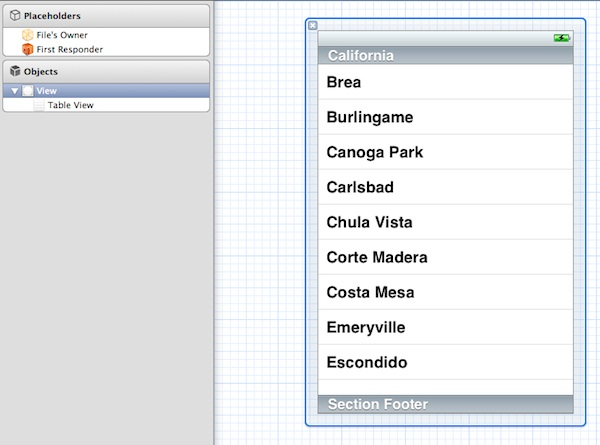 Placeholders
File's Owner
First Responder
Objects
View
Table View
California
Brea
Burlingame
Canoga Park
Carlsbad
Chula Vista
Corte Madera
Costa Mesa
Emeryville
Escondido
Section Footer